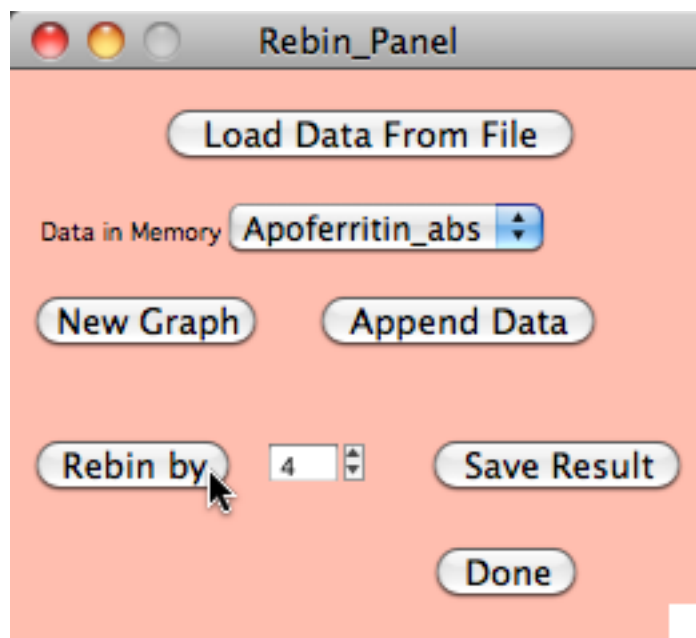 Rebin_Panel
Load Data From File
Data in Memory Apoferritin_abs
New Graph Append Data
Rebin by 4 Save Result
Done